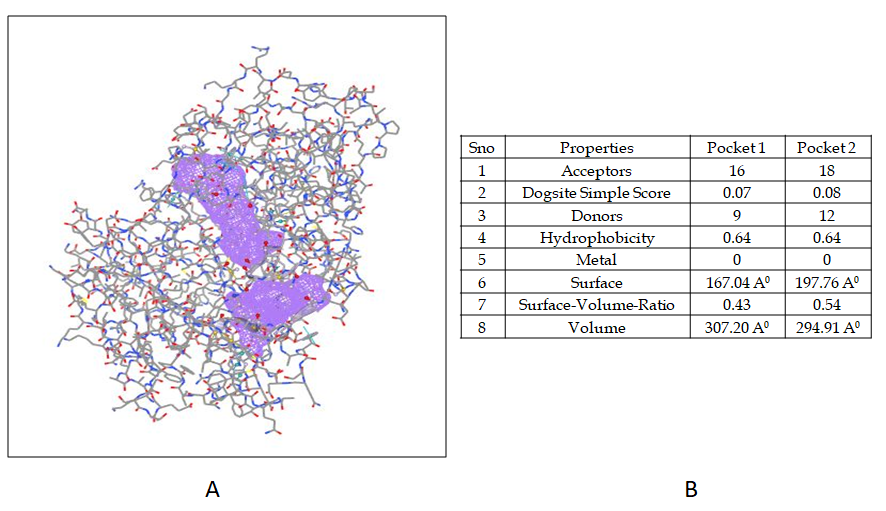 Sno Properties Pocket 1 Pocket 2
1 Acceptors 16 18
2 Dogsite Simple Score 0.07 0.08
3 Donors 9 12
4 Hydrophobicity 0.64 0.64
5 Metal 0 0
6 Surface 167.04 A⁰ 197.76 A⁰
7 Surface-Volume-Ratio 0.43 0.54
8 Volume 307.20 A⁰ 294.91 A⁰
A B